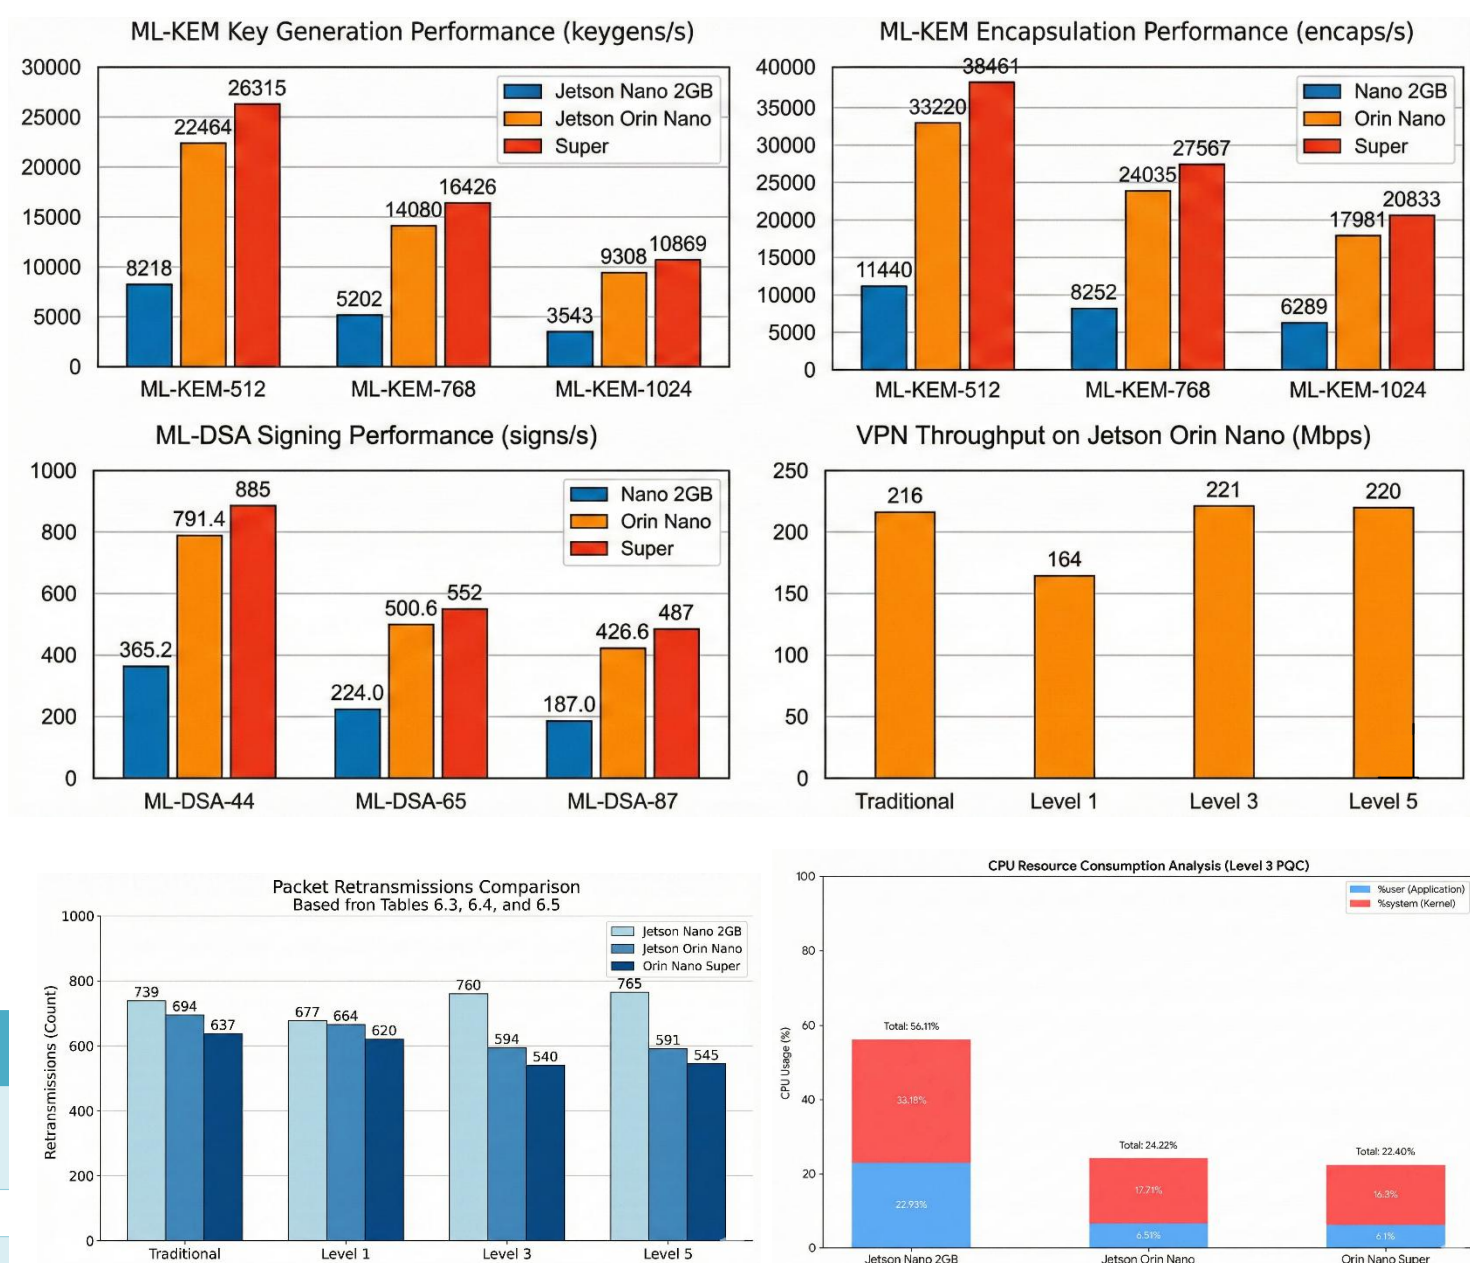 ML-KEM Key Generation Performance (keygens/s)
30000
25000
20000
15000
10000
5000
0
Jetson Nano 2GB
Jetson Orin Nano
Super
8218
22464
26315
5202
14080
16426
3543
9308
10869
ML-KEM-512
ML-KEM-768
ML-KEM-1024
ML-KEM Encapsulation Performance (encaps/s)
40000
35000
30000
25000
20000
15000
10000
5000
0
Nano 2GB
Orin Nano
Super
11440
33220
38461
8252
24035
27567
6289
17981
20833
ML-KEM-512
ML-KEM-768
ML-KEM-1024
ML-DSA Signing Performance (signs/s)
1000
800
600
400
200
0
Nano 2GB
Orin Nano
Super
365.2
791.4
885
224.0
500.6
552
187.0
426.6
487
ML-DSA-44
ML-DSA-65
ML-DSA-87
VPN Throughput on Jetson Orin Nano (Mbps)
250
200
150
100
50
0
216
164
221
220
Traditional
Level 1
Level 3
Level 5
Packet Retransmissions Comparison
Based fron Tables 6.3, 6.4, and 6.5
Retransmissions (Count)
1000
800
600
400
200
0
Jetson Nano 2GB
Jetson Orin Nano
Orin Nano Super
739
694
637
677
664
620
760
594
540
765
591
545
Traditional
Level 1
Level 3
Level 5
CPU Resource Consumption Analysis (Level 3 PQC)
CPU Usage (%)
100
80
60
40
20
0
%user (Application)
%system (Kernel)
Total: 56.11%
33.18%
22.93%
Total: 24.22%
17.71%
6.51%
Total: 22.40%
16.3%
6.1%
Jetson Nano 2GB
Jetson Orin Nano
Orin Nano Super